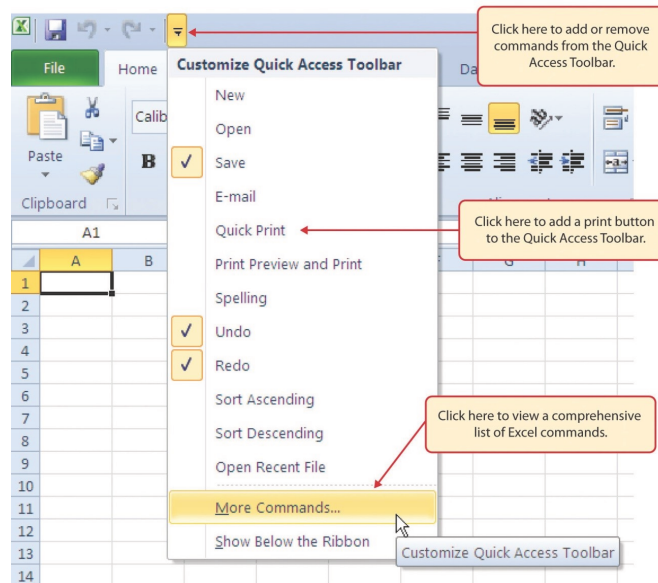 Click here to add or remove
commands from the Quick
Access Toolbar.
File
Home
Customize Quick Access Toolbar
Da
New
Calib
Open
Paste
B
Save
E-mail
Clipboard
Quick Print
Click here to add a print button
to the Quick Access Toolbar.
A1
Print Preview and Print
A
B
G
H
Spelling
1
2
3
Undo
4
5
Redo
6
Sort Ascending
7
Click here to view a comprehensive
list of Excel commands.
8
Sort Descending
9
Open Recent File
10
11
More Commands...
12
13
Show Below the Ribbon
Customize Quick Access Toolbar
14